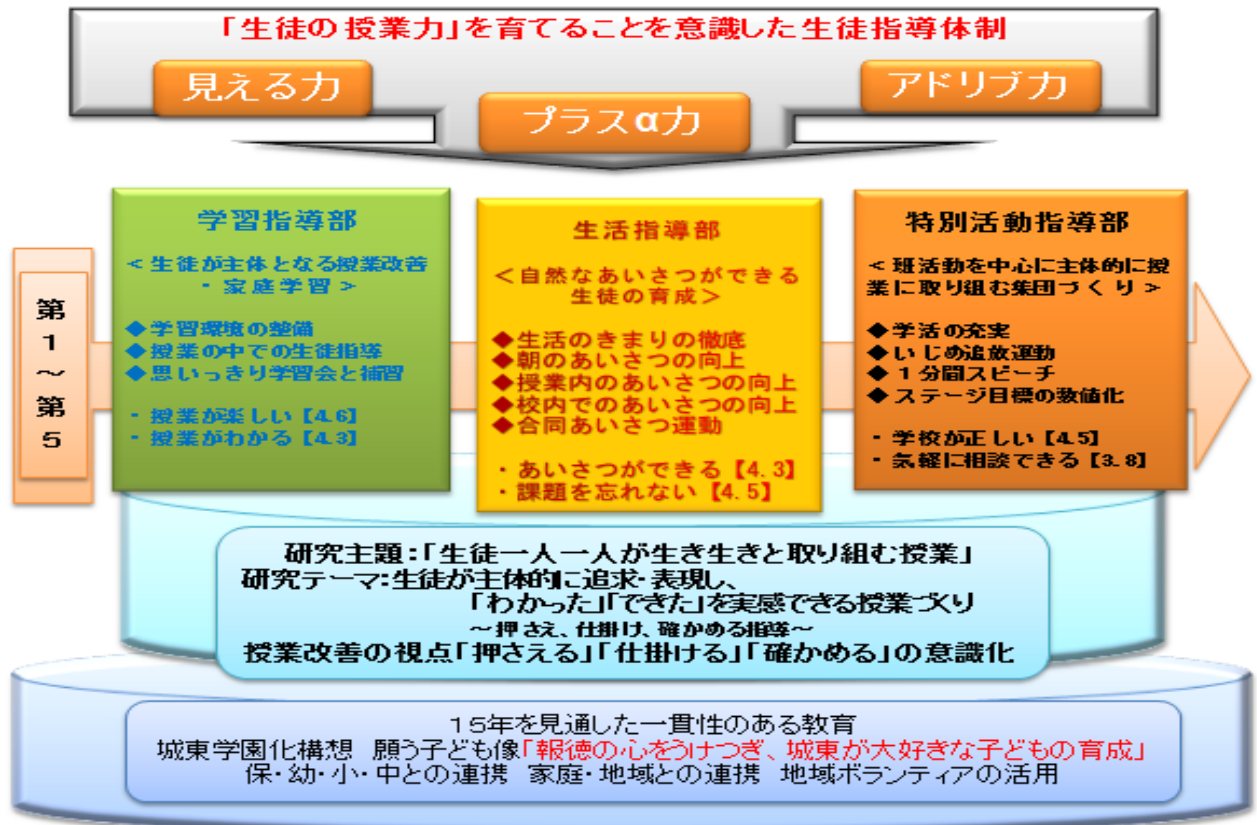 「生徒の授業力」を育てることを意識した生徒指導体制
見える力
プラスα力
アドリブ力
第
1
～
第
5
学習指導部
＜生徒が主体となる授業改善
・家庭学習＞
◆学習環境の整備
◆授業の中での生徒指導
◆思いっきり学習会と補習
・授業が楽しい【4.6】
・授業がわかる【4.3】
生活指導部
＜自然なあいさつができる
生徒の育成＞
◆生活のきまりの徹底
◆朝のあいさつの向上
◆授業内のあいさつの向上
◆校内でのあいさつの向上
◆合同あいさつ運動
・あいさつができる【4.3】
・課題を忘れない【4.5】
特別活動指導部
＜班活動を中心に主体的に授
業に取り組む集団づくり＞
◆学活の充実
◆いじめ追放運動
◆1分間スピーチ
◆ステージ目標の数値化
・学校が正しい【4.5】
・気軽に相談できる【3.8】
研究主題：「生徒一人一人が生き生きと取り組む授業」
研究テーマ：生徒が主体的に追求・表現し、
「わかった」「できた」を実感できる授業づくり
～押さえ、仕掛け、確かめる指導～
授業改善の視点「押さえる」「仕掛ける」「確かめる」の意識化
15年を見通した一貫性のある教育
城東学園化構想 願う子ども像「報徳の心をうけつぎ、城東が大好きな子どもの育成」
保・幼・小・中との連携 家庭・地域との連携 地域ボランティアの活用